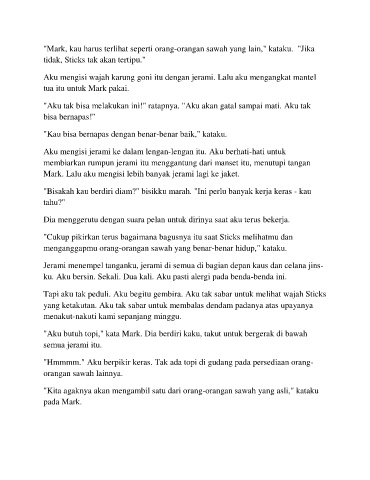 "Mark, kau harus terlihat seperti orang-orangan sawah yang lain," kataku.  "Jika
tidak, Sticks tak akan tertipu."
Aku mengisi wajah karung goni itu dengan jerami. Lalu aku mengangkat mantel
tua itu untuk Mark pakai.
"Aku tak bisa melakukan ini!" ratapnya. "Aku akan gatal sampai mati. Aku tak
bisa bernapas!"
"Kau bisa bernapas dengan benar-benar baik," kataku.
Aku mengisi jerami ke dalam lengan-lengan itu. Aku berhati-hati untuk
membiarkan rumpun jerami itu menggantung dari manset itu, menutupi tangan
Mark. Lalu aku mengisi lebih banyak jerami lagi ke jaket.
"Bisakah kau berdiri diam?" bisikku marah. "Ini perlu banyak kerja keras - kau
tahu?"
Dia menggerutu dengan suara pelan untuk dirinya saat aku terus bekerja.
"Cukup pikirkan terus bagaimana bagusnya itu saat Sticks melihatmu dan
menganggapmu orang-orangan sawah yang benar-benar hidup," kataku.
Jerami menempel tanganku, jerami di semua di bagian depan kaus dan celana jins-
ku. Aku bersin. Sekali. Dua kali. Aku pasti alergi pada benda-benda ini.
Tapi aku tak peduli. Aku begitu gembira. Aku tak sabar untuk melihat wajah Sticks
yang ketakutan. Aku tak sabar untuk membalas dendam padanya atas upayanya
menakut-nakuti kami sepanjang minggu.
"Aku butuh topi," kata Mark. Dia berdiri kaku, takut untuk bergerak di bawah
semua jerami itu.
"Hmmmm." Aku berpikir keras. Tak ada topi di gudang pada persediaan orang-
orangan sawah lainnya.
"Kita agaknya akan mengambil satu dari orang-orangan sawah yang asli," kataku
pada Mark.